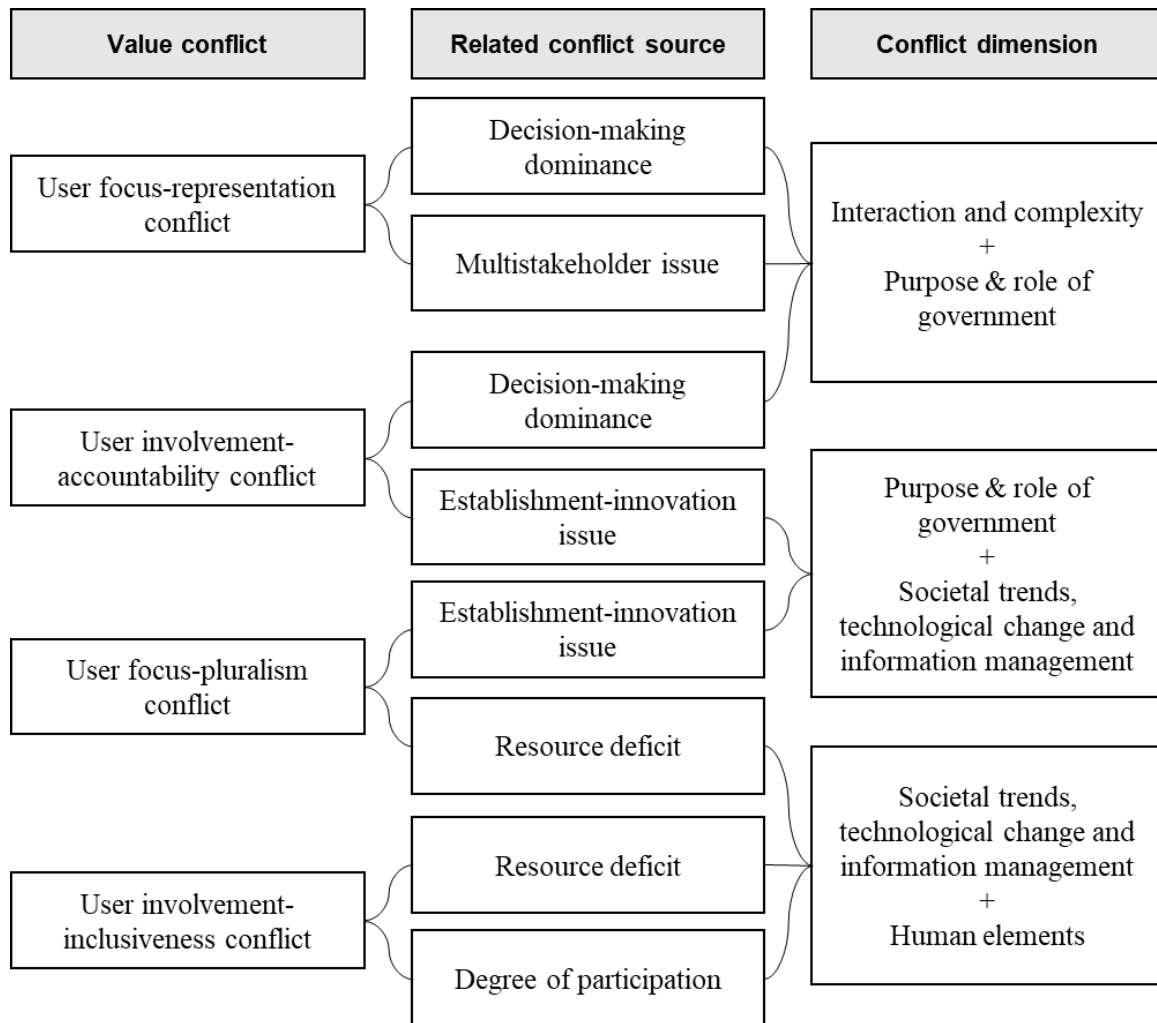 Value conflict
Related conflict source
Conflict dimension
User focus-representation
conflict
User involvement-
accountability conflict
User focus-pluralism
conflict
User involvement-
inclusiveness conflict
Decision-making
dominance
Multistakeholder issue
Decision-making
dominance
Establishment-innovation
issue
Establishment-innovation
issue
Resource deficit
Resource deficit
Degree of participation
Interaction and complexity
+
Purpose & role of
government
Purpose & role of
government
+
Societal trends,
technological change and
information management
Societal trends,
technological change and
information management
+
Human elements